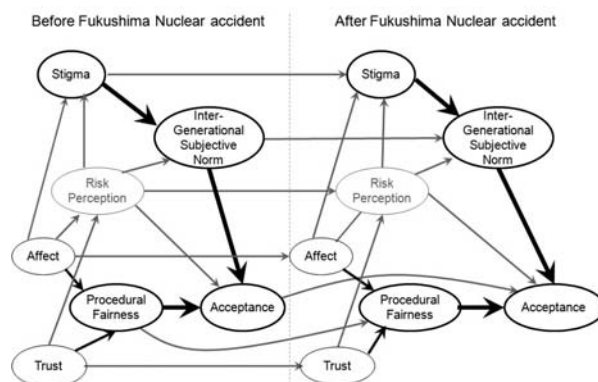 Before Fukushima Nuclear accident
After Fukushima Nuclear accident
Stigma
Inter-
Generational
Subjective
Norm
Risk
Perception
Affect
Procedural
Fairness
Acceptance
Trust
Stigma
Inter-
Generational
Subjective
Norm
Risk
Perception
Affect
Procedural
Fairness
Acceptance
Trust